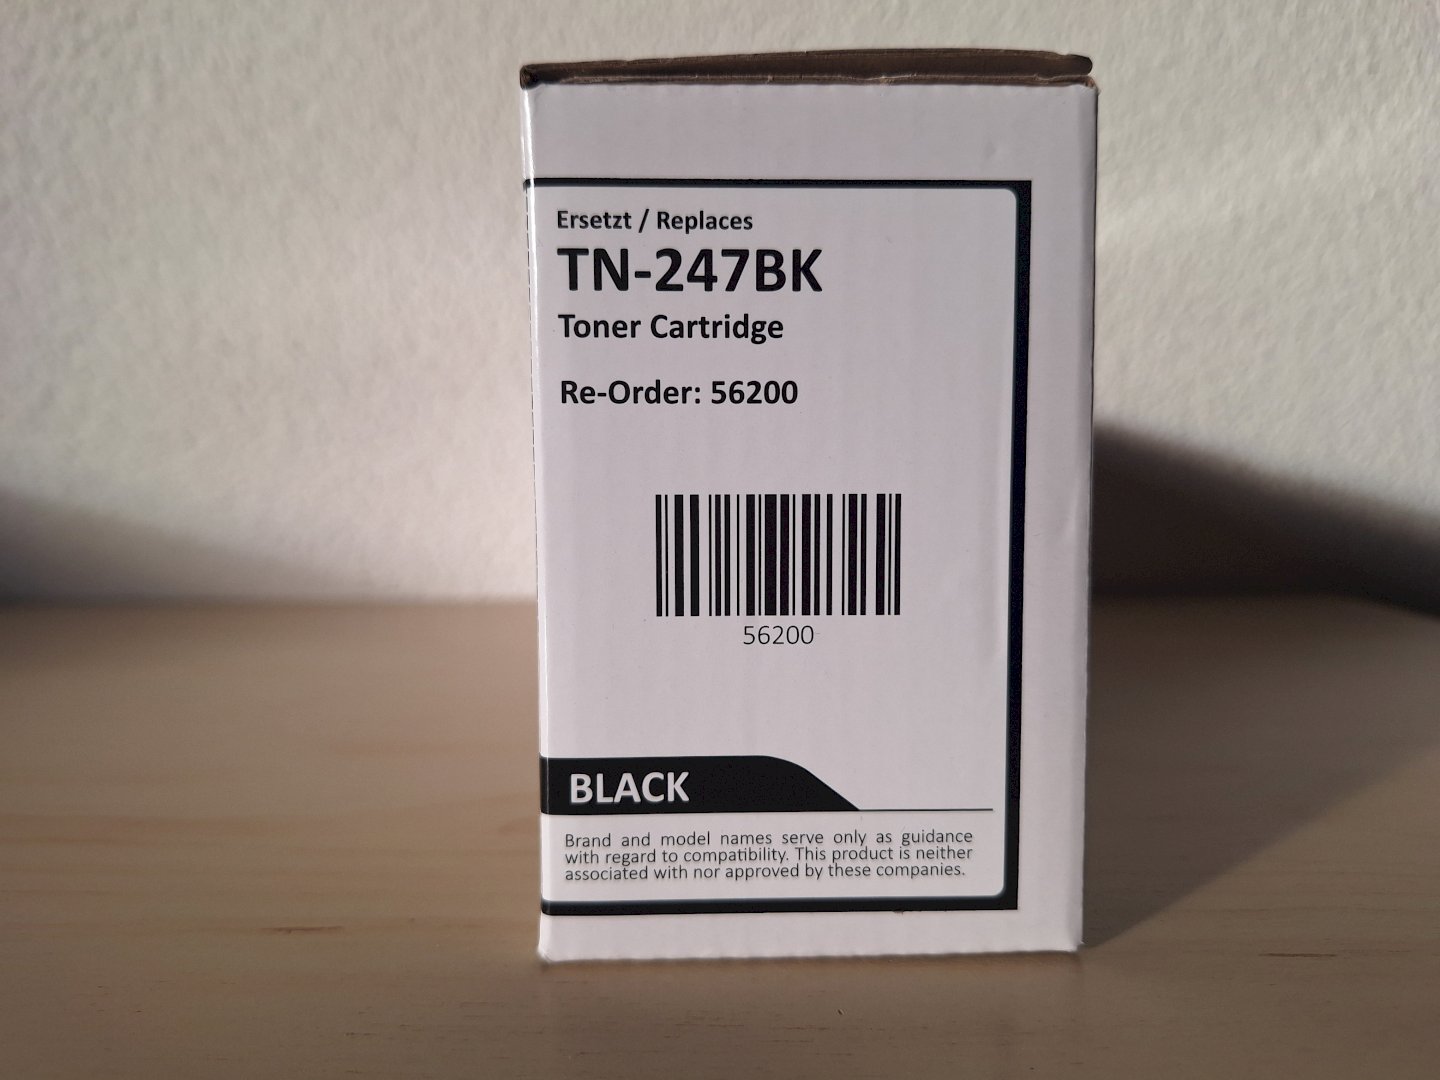 Ersetzt / Replaces
TN-247BK
Toner Cartridge
Re-Order: 56200
56200
BLACK
Brand and model names serve only as guidance
with regard to compatibility. This product is neither
associated with nor approved by these companies.